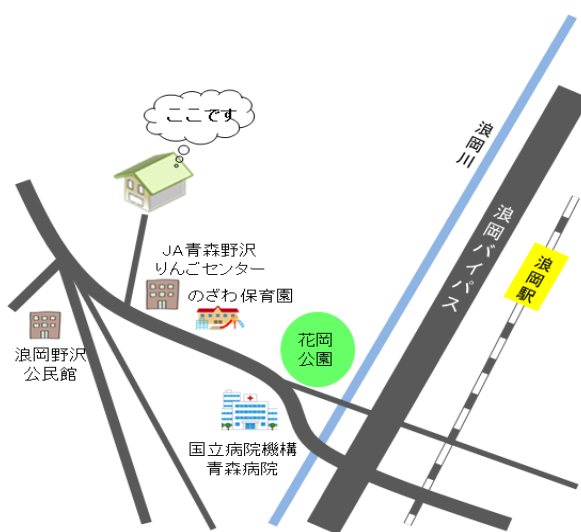 ここです
浪岡川
浪岡バイパス
浪岡駅
JA青森野沢
りんごセンター
のざわ保育園
花岡
公園
浪岡野沢
公民館
国立病院機構
青森病院